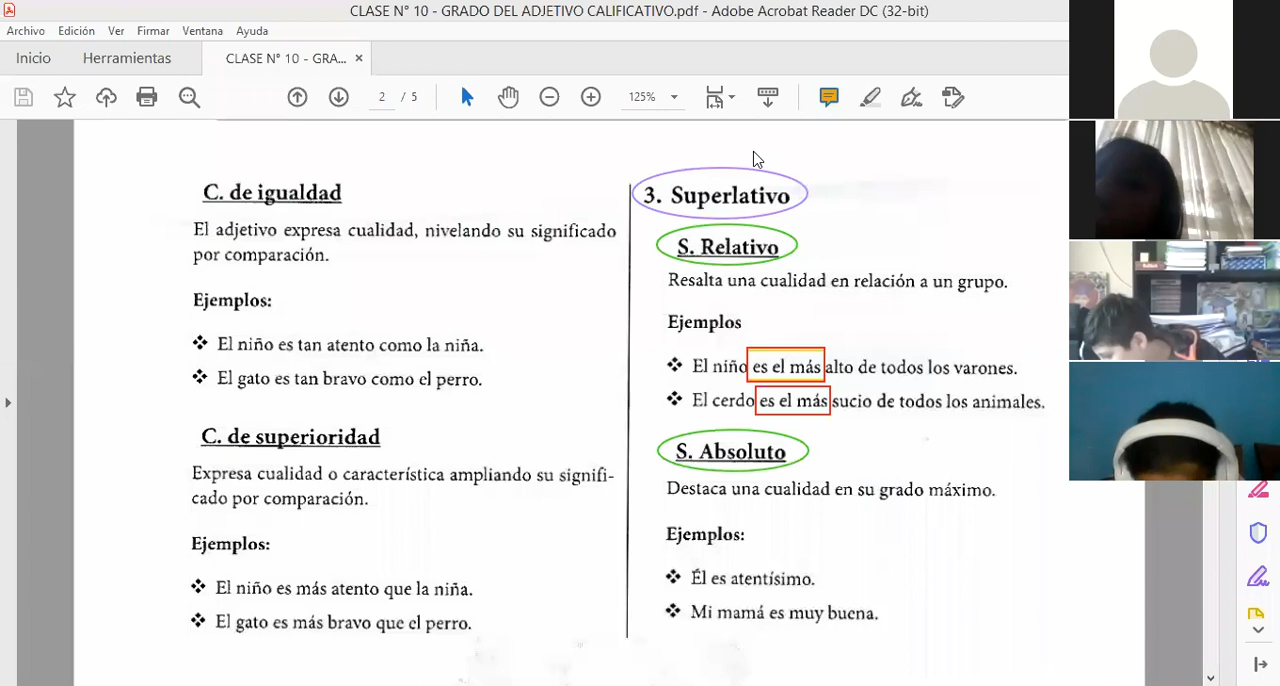 CLASE N° 10 - GRADO DEL ADJETIVO CALIFICATIVO.pdf - Adobe Acrobat Reader DC (32-bit)
Archivo Edición Ver Firmar Ventana Ayuda
Inicio Herramientas CLASE N° 10 - GRA... ×
2 / 5 125%
C. de igualdad
El adjetivo expresa cualidad, nivelando su significado
por comparación.
Ejemplos:
❖ El niño es tan atento como la niña.
❖ El gato es tan bravo como el perro.
C. de superioridad
Expresa cualidad o característica ampliando su signifi-
cado por comparación.
Ejemplos:
❖ El niño es más atento que la niña.
❖ El gato es más bravo que el perro.
3. Superlativo
S. Relativo
Resalta una cualidad en relación a un grupo.
Ejemplos
❖ El niño es el más alto de todos los varones.
❖ El cerdo es el más sucio de todos los animales.
S. Absoluto
Destaca una cualidad en su grado máximo.
Ejemplos:
❖ Él es atentísimo.
❖ Mi mamá es muy buena.